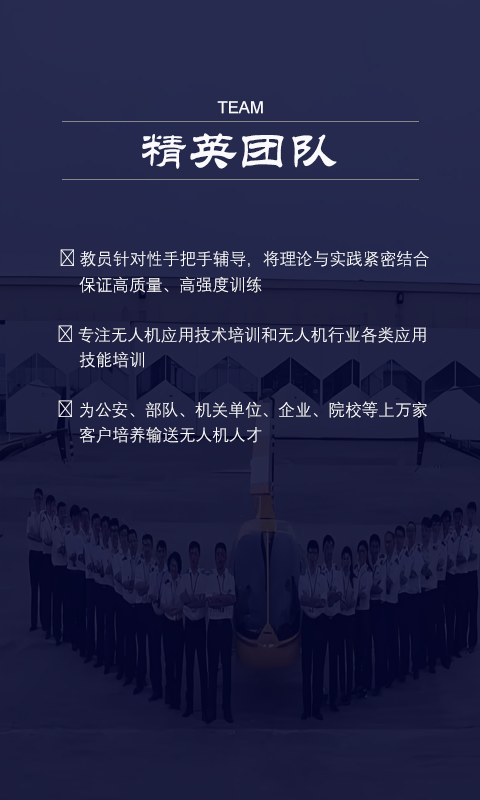 TEAM
精英团队
教员针对性手把手辅导，将理论与实践紧密结合
保证高质量、高强度训练
专注无人机应用技术培训和无人机行业各类应用
技能培训
为公安、部队、机关单位、企业、院校等上万家
客户培养输送无人机人才